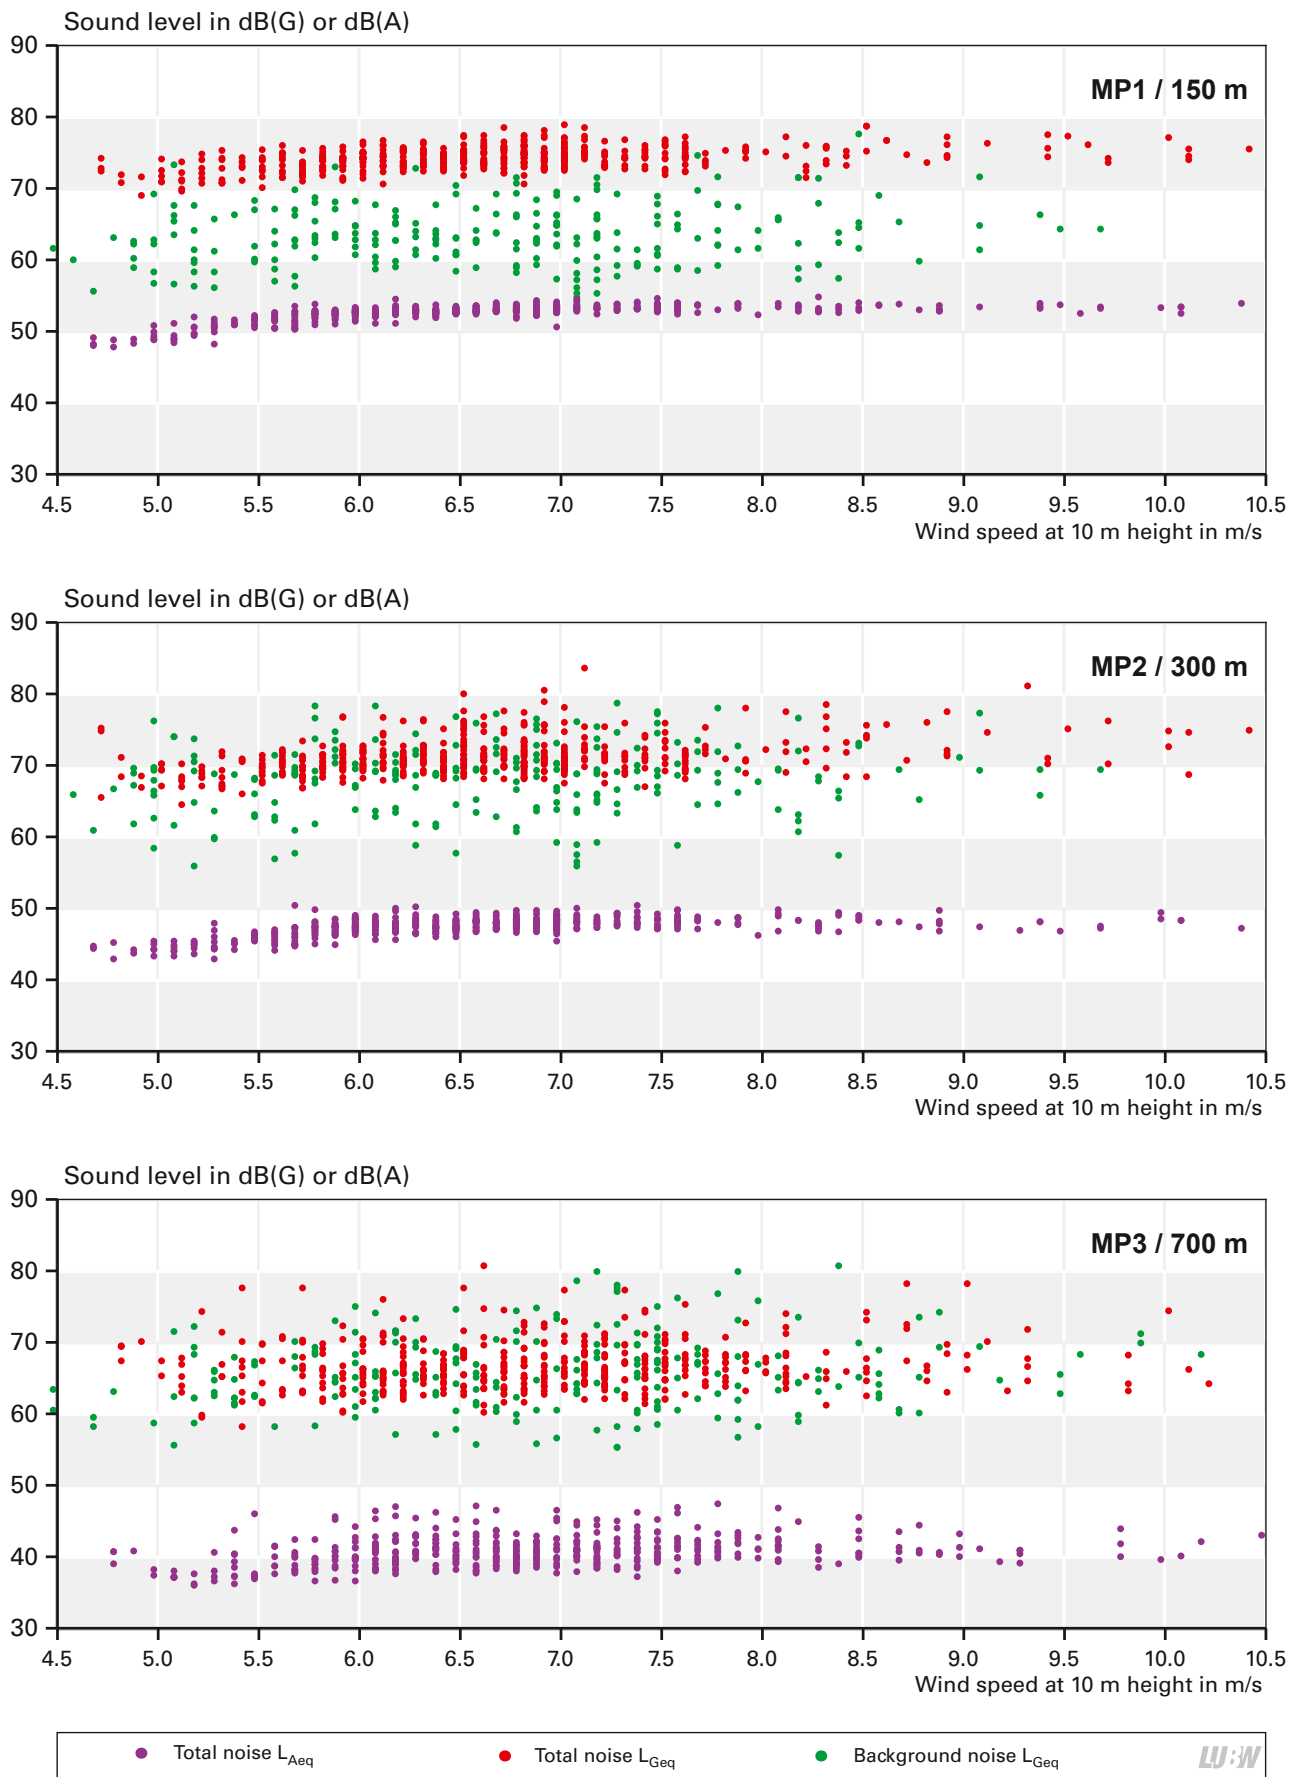 Sound level in dB(G) or dB(A)
90
MP1 / 150 m
80
70
60
50
40
30
4.5 5.0 5.5 6.0 6.5 7.0 7.5 8.0 8.5 9.0 9.5 10.0 10.5
Wind speed at 10 m height in m/s
Sound level in dB(G) or dB(A)
90
MP2 / 300 m
80
70
60
50
40
30
4.5 5.0 5.5 6.0 6.5 7.0 7.5 8.0 8.5 9.0 9.5 10.0 10.5
Wind speed at 10 m height in m/s
Sound level in dB(G) or dB(A)
90
MP3 / 700 m
80
70
60
50
40
30
4.5 5.0 5.5 6.0 6.5 7.0 7.5 8.0 8.5 9.0 9.5 10.0 10.5
Wind speed at 10 m height in m/s
Total noise LAeq Total noise LGeq Background noise LGeq LUBW